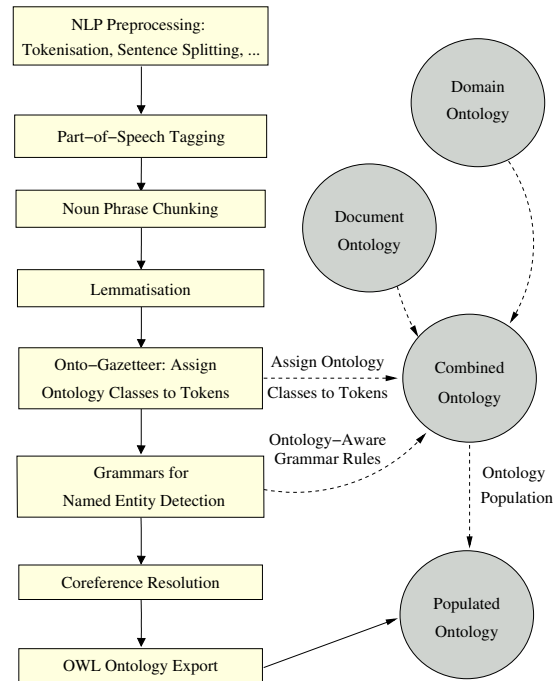 NLP Preprocessing:
Tokenisation, Sentence Splitting, ...
Part−of−Speech Tagging
Noun Phrase Chunking
Lemmatisation
Onto−Gazetteer: Assign
Ontology Classes to Tokens
Grammars for
Named Entity Detection
Coreference Resolution
OWL Ontology Export
Assign Ontology
Classes to Tokens
Ontology−Aware
Grammar Rules
Domain
Ontology
Document
Ontology
Combined
Ontology
Ontology
Population
Populated
Ontology